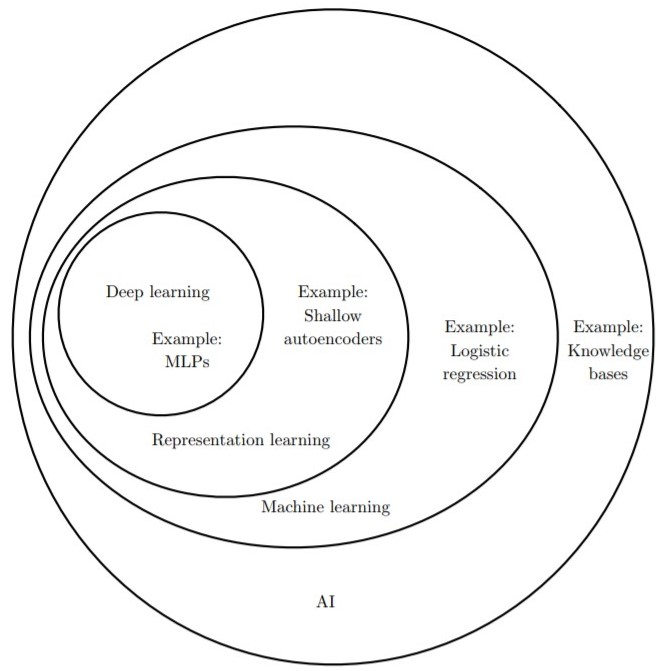 Deep learning
Example:
MLPs
Example:
Shallow
autoencoders
Example:
Logistic
regression
Example:
Knowledge
bases
Representation learning
Machine learning
AI